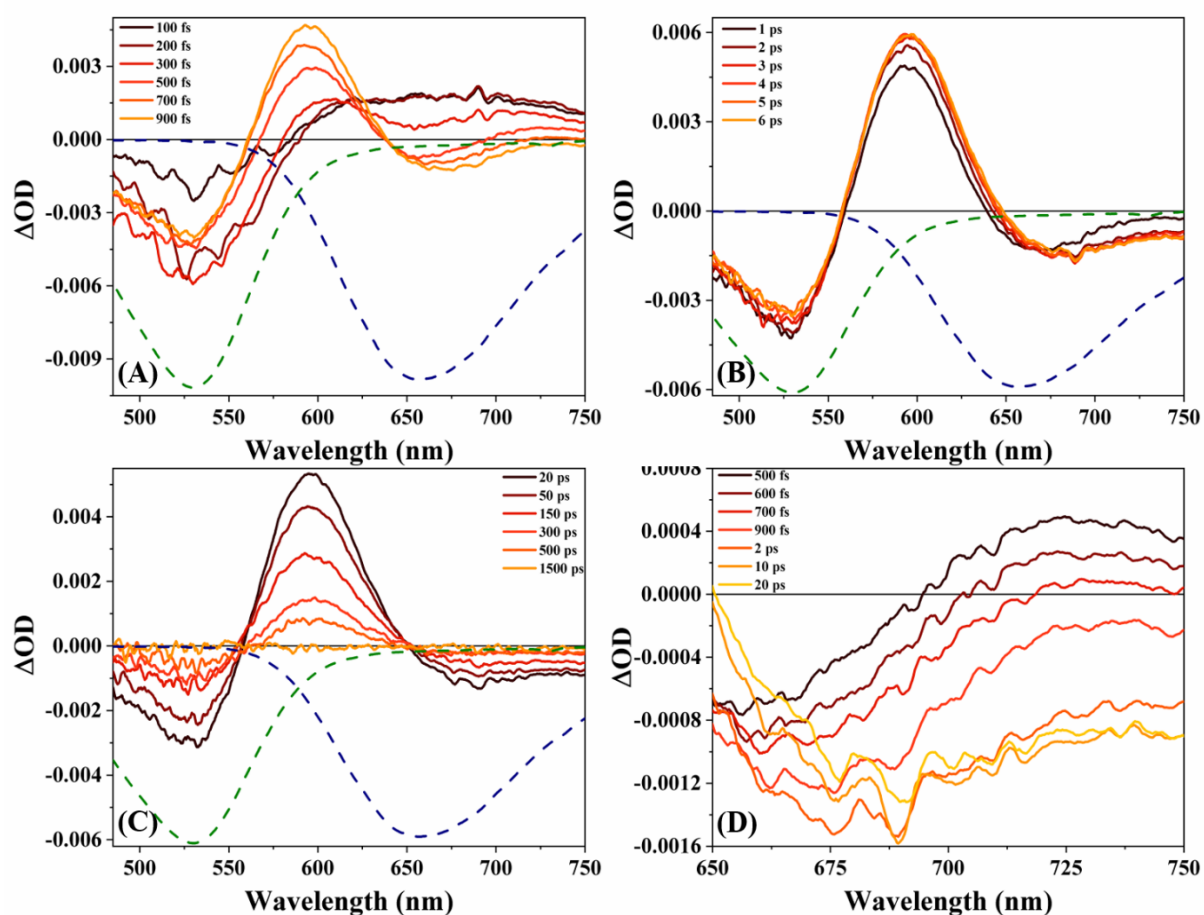 100 fs
200 fs
300 fs
500 fs
700 fs
900 fs
0.003
0.000
-0.003
-0.006
-0.009
ΔOD
(A)
500 550 600 650 700 750
Wavelength (nm)
1 ps
2 ps
3 ps
4 ps
5 ps
6 ps
0.006
0.003
0.000
-0.003
-0.006
ΔOD
(B)
500 550 600 650 700 750
Wavelength (nm)
20 ps
50 ps
150 ps
300 ps
500 ps
1500 ps
0.004
0.002
0.000
-0.002
-0.004
-0.006
ΔOD
(C)
500 550 600 650 700 750
Wavelength (nm)
500 fs
600 fs
700 fs
900 fs
2 ps
10 ps
20 ps
0.0008
0.0004
0.0000
-0.0004
-0.0008
-0.0012
-0.0016
ΔOD
(D)
650 675 700 725 750
Wavelength (nm)